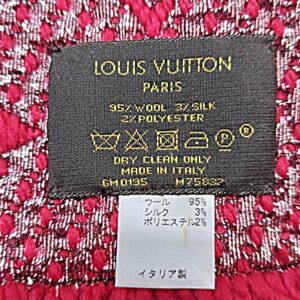 LOUIS VUITTON
PARIS
95% WOOL 3% SILK
2% POLYESTER
P
DRY CLEAN ONLY
MADE IN ITALY
GM0195 M75832
ウール 95%
シルク 3%
ポリエステル2%
イタリア製